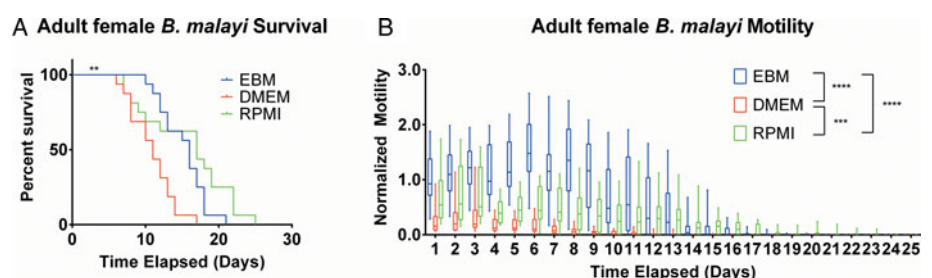 A Adult female B. malayi Survival
**
EBM
DMEM
RPMI
Percent survival
100
50
0
0 10 20 30
Time Elapsed (Days)
B Adult female B. malayi Motility
EBM
DMEM
RPMI
****
***
****
Normalized Motility
3.0
2.0
1.0
0.0
1 2 3 4 5 6 7 8 9 10 11 12 13 14 15 16 17 18 19 20 21 22 23 24 25
Time Elapsed (Days)